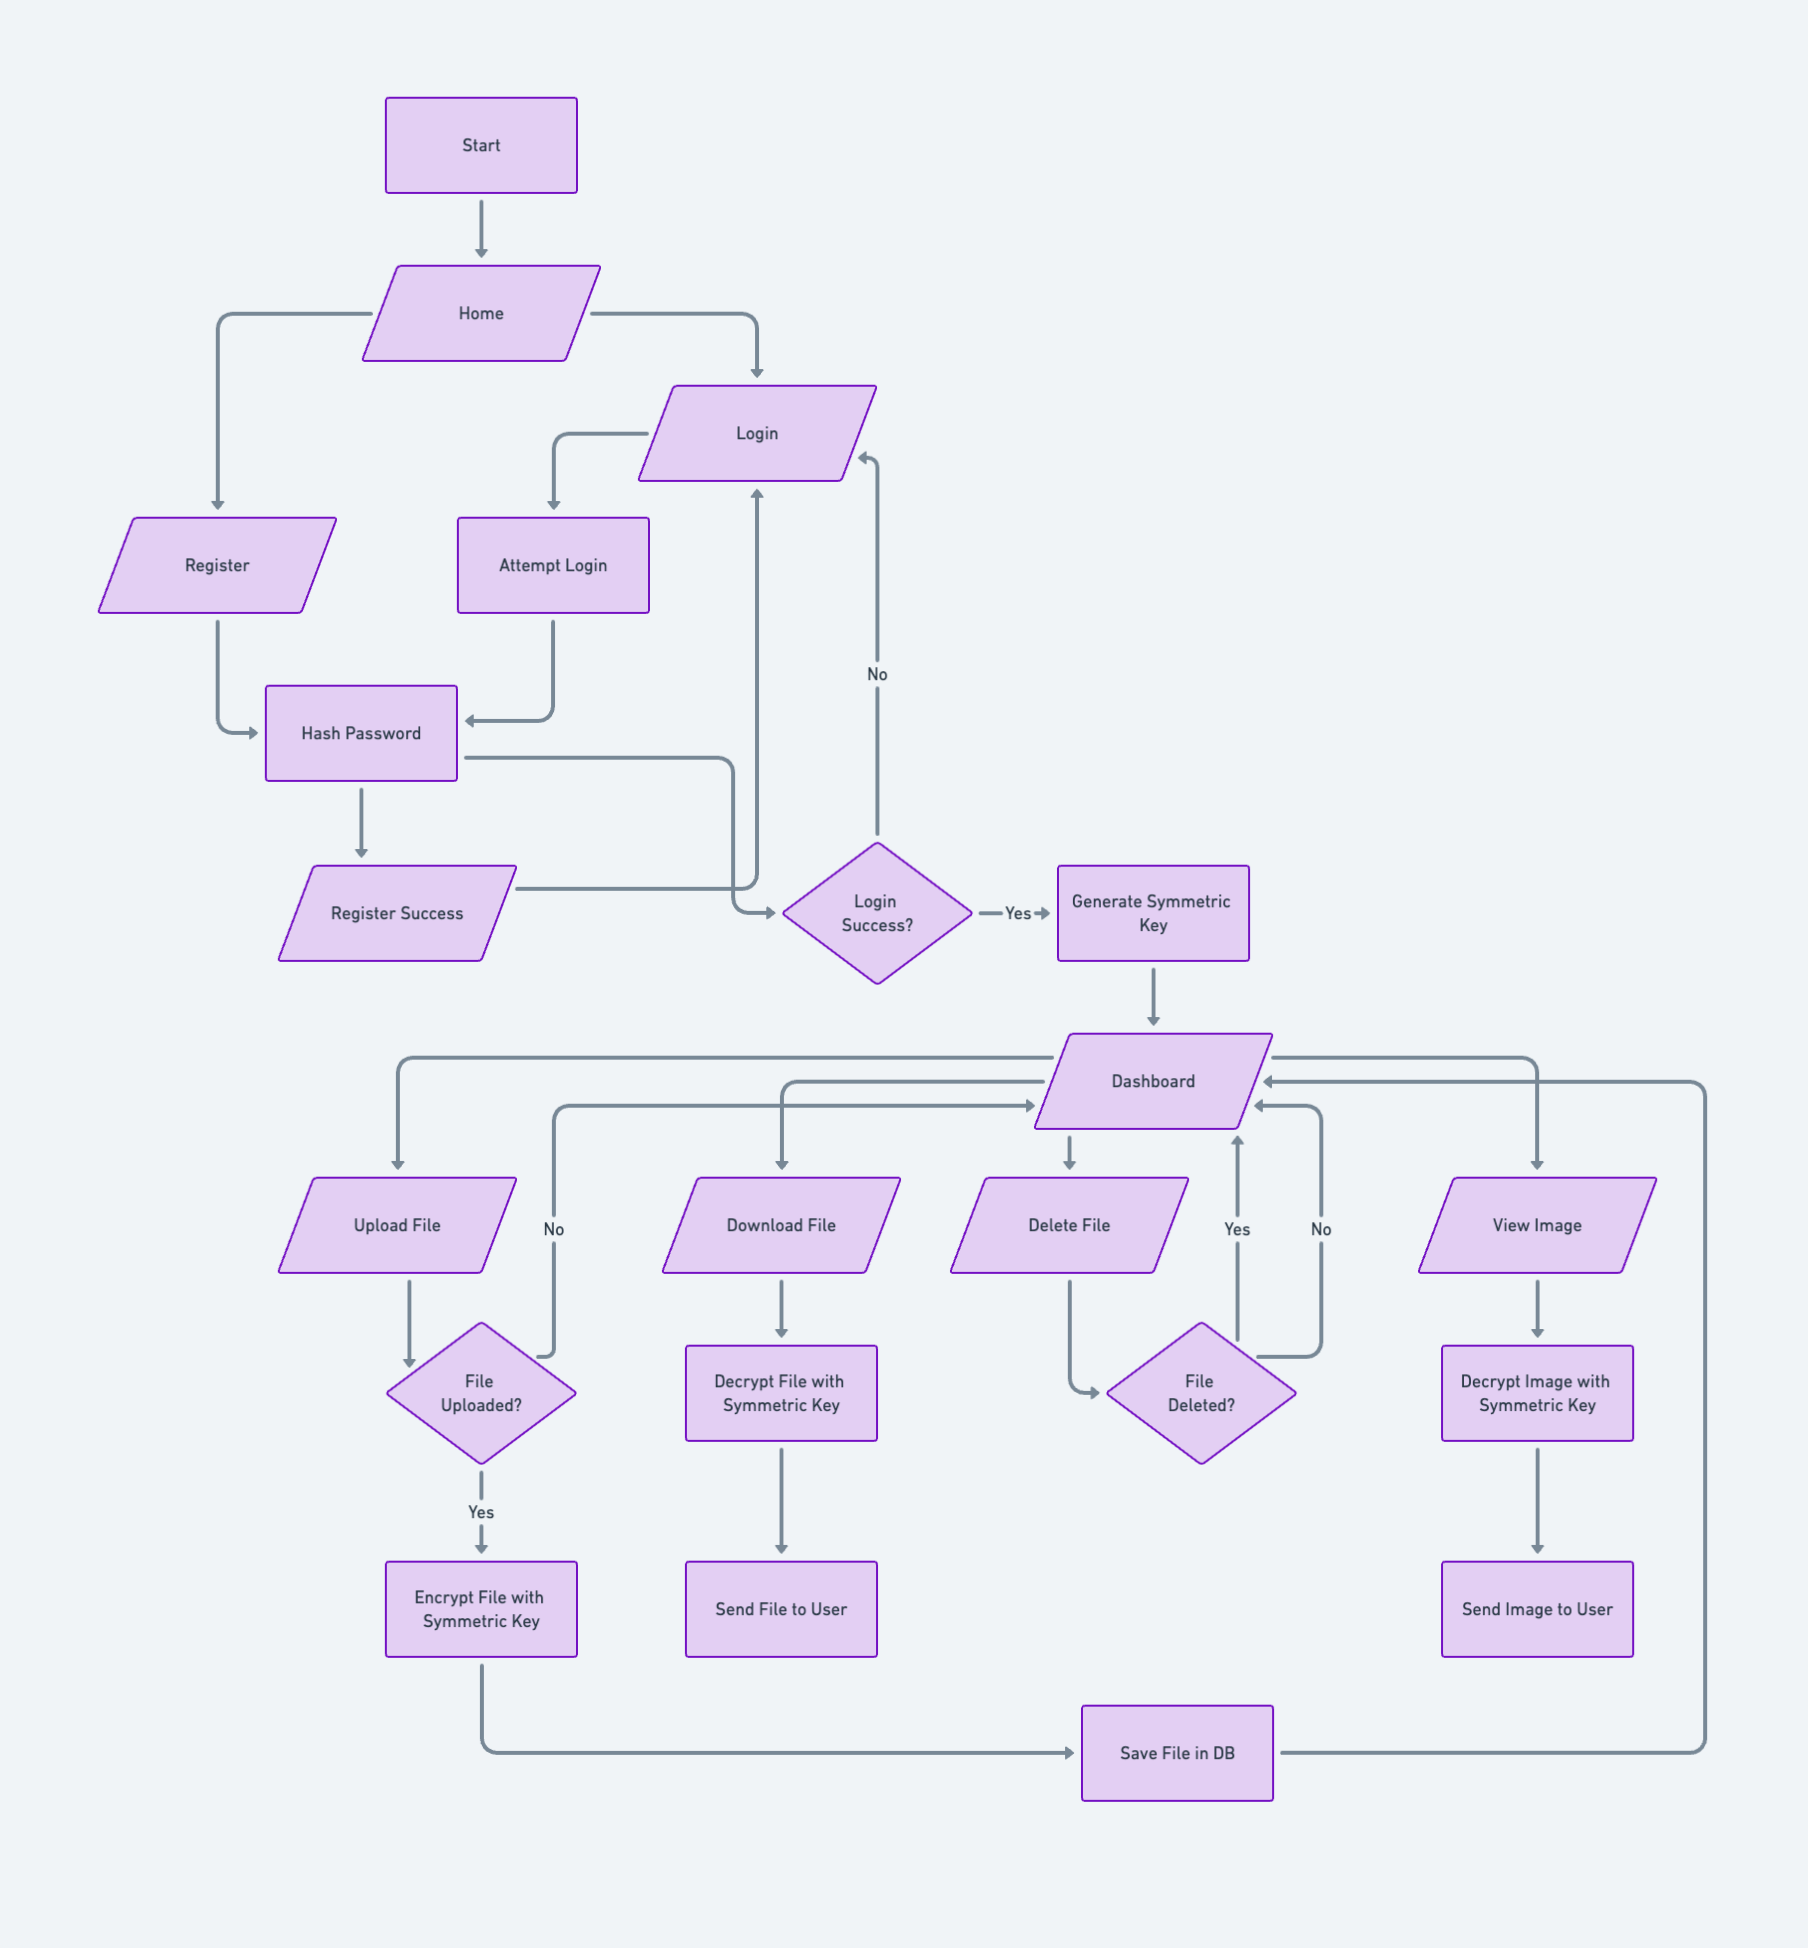 Start
Home
Login
Register
Attempt Login
No
Hash Password
Register Success
Login
Success?
Yes
Generate Symmetric
Key
Dashboard
Upload File
No
Download File
Delete File
Yes
No
View Image
File
Uploaded?
Decrypt File with
Symmetric Key
File
Deleted?
Decrypt Image with
Symmetric Key
Yes
Encrypt File with
Symmetric Key
Send File to User
Send Image to User
Save File in DB